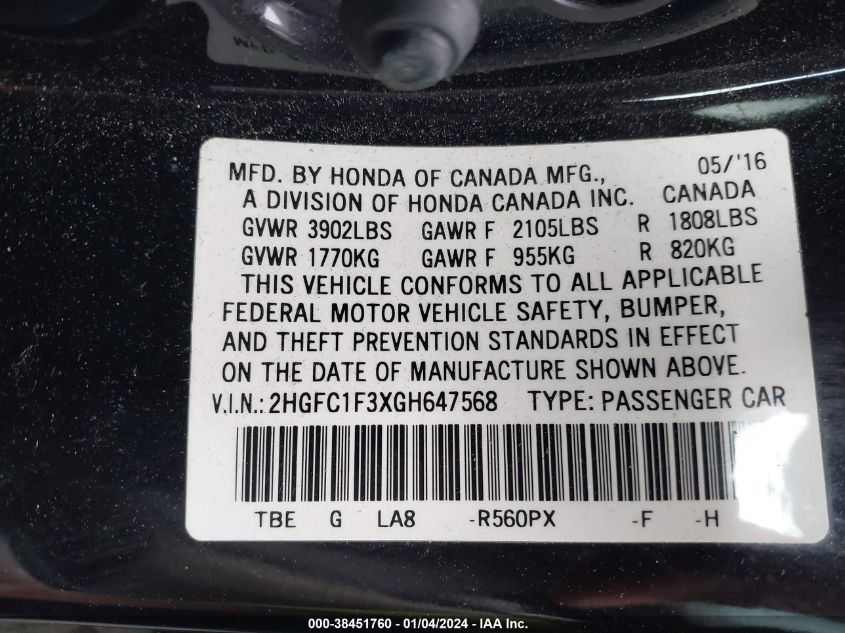 MFD. BY HONDA OF CANADA MFG., 05/'16
A DIVISION OF HONDA CANADA INC. CANADA
GVWR 3902LBS GAWR F 2105LBS R 1808LBS
GVWR 1770KG GAWR F 955KG R 820KG
THIS VEHICLE CONFORMS TO ALL APPLICABLE
FEDERAL MOTOR VEHICLE SAFETY, BUMPER,
AND THEFT PREVENTION STANDARDS IN EFFECT
ON THE DATE OF MANUFACTURE SHOWN ABOVE.
V.I.N.: 2HGFC1F3XGH647568 TYPE: PASSENGER CAR
TBE G LA8 -R560PX -F -H
000-38451760 - 01/04/2024 - IAA Inc.